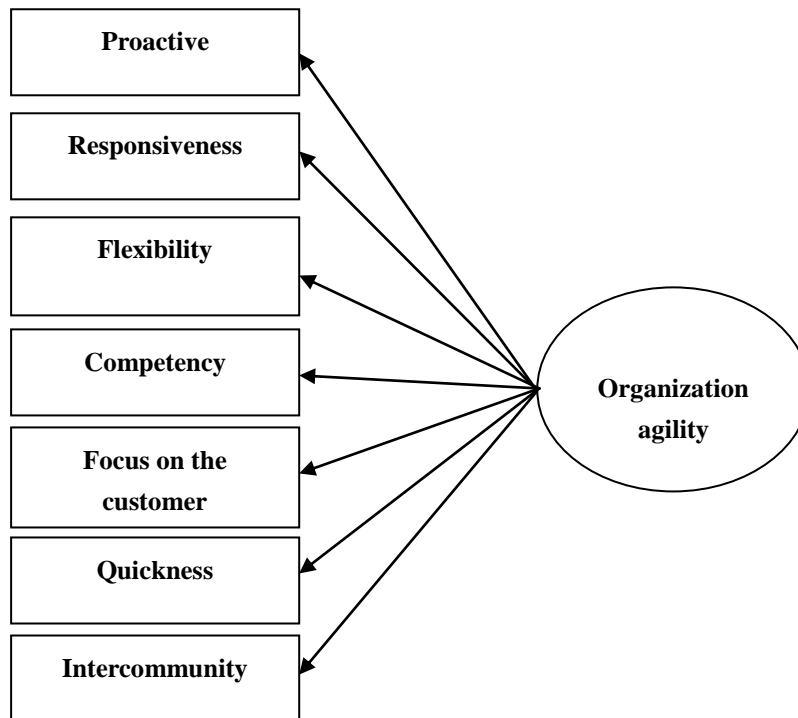 Proactive
Responsiveness
Flexibility
Competency
Focus on the
customer
Quickness
Intercommunity
Organization
agility